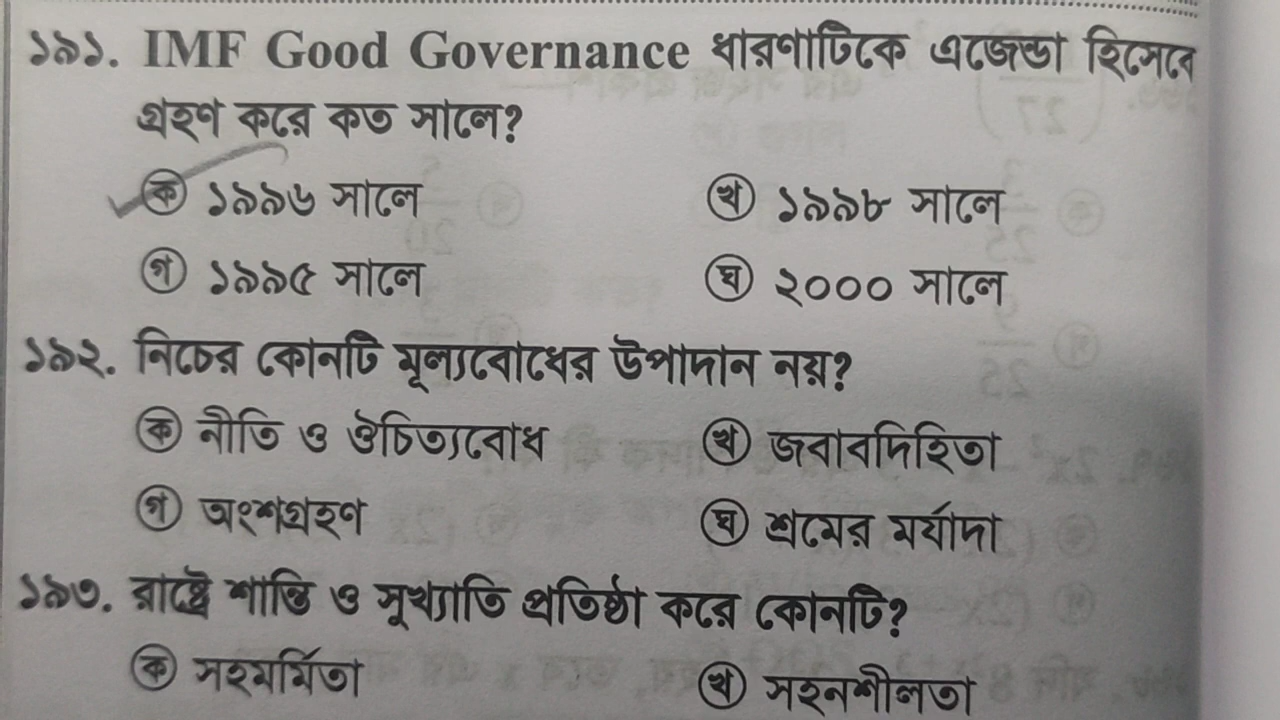 ১৯১. IMF Good Governance ধারণাটিকে এজেন্ডা হিসেবে
গ্রহণ করে কত সালে?
ক ১৯৯৬ সালে খ ১৯৯৮ সালে
গ ১৯৯৫ সালে ঘ ২০০০ সালে
১৯২. নিচের কোনটি মূল্যবোধের উপাদান নয়?
ক নীতি ও ঔচিত্যবোধ খ জবাবদিহিতা
গ অংশগ্রহণ ঘ শ্রমের মর্যাদা
১৯৩. রাষ্ট্রে শান্তি ও সুখ্যাতি প্রতিষ্ঠা করে কোনটি?
ক সহমর্মিতা খ সহনশীলতা